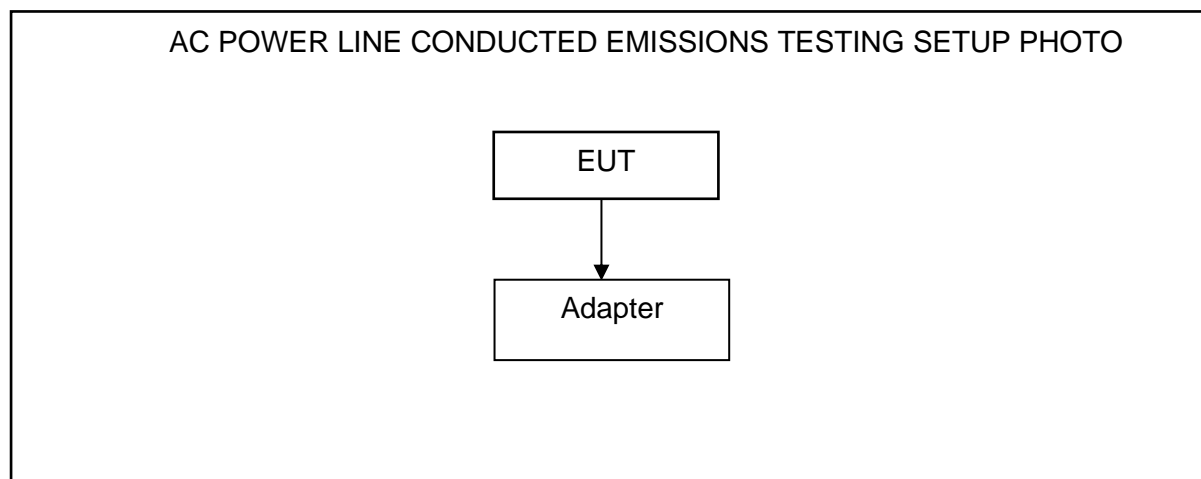 AC POWER LINE CONDUCTED EMISSIONS TESTING SETUP PHOTO
EUT
Adapter